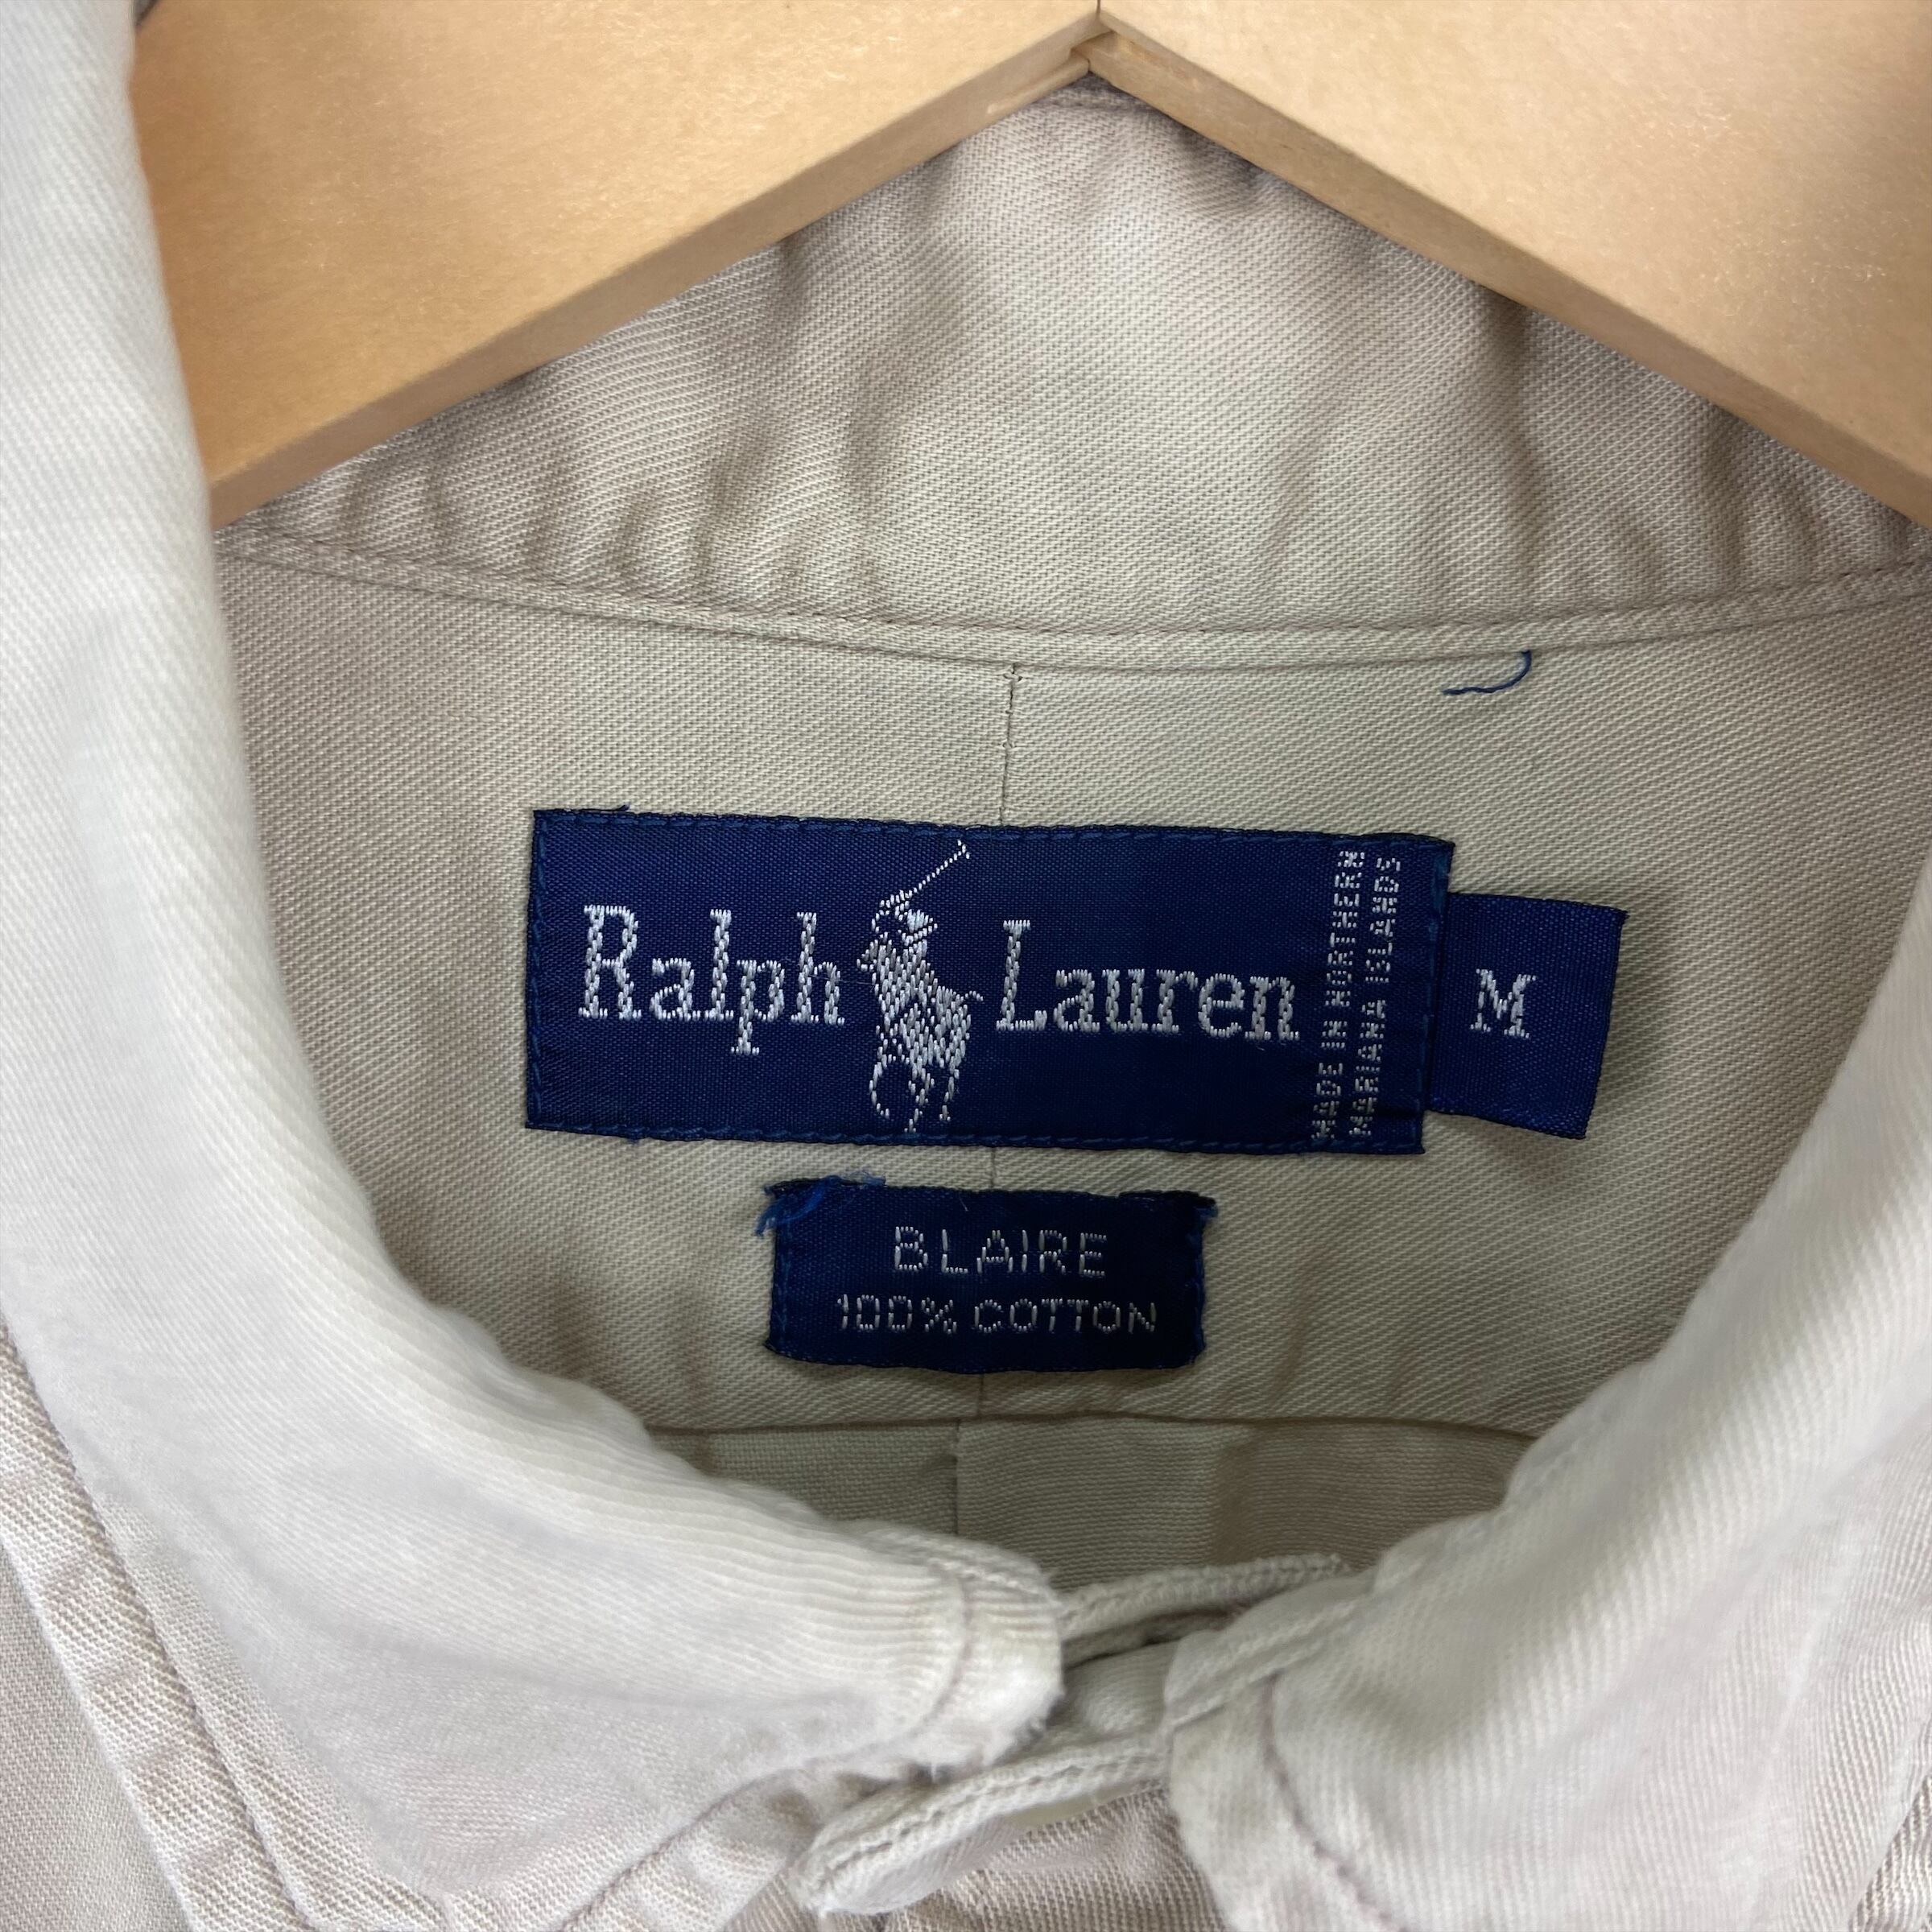 Ralph Lauren
MADE IN NORTHERN
MARIANA ISLANDS
M
BLAIRE
100% COTTON